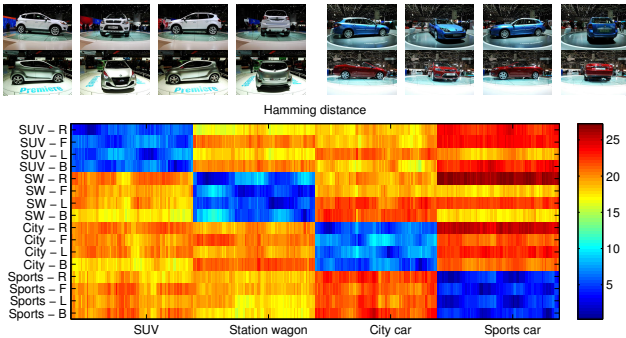 Premiere
Premiere
Hamming distance
SUV – R
SUV – F
SUV – L
SUV – B
SW – R
SW – F
SW – L
SW – B
City – R
City – F
City – L
City – B
Sports – R
Sports – F
Sports – L
Sports – B
SUV
Station wagon
City car
Sports car
25
20
15
10
5